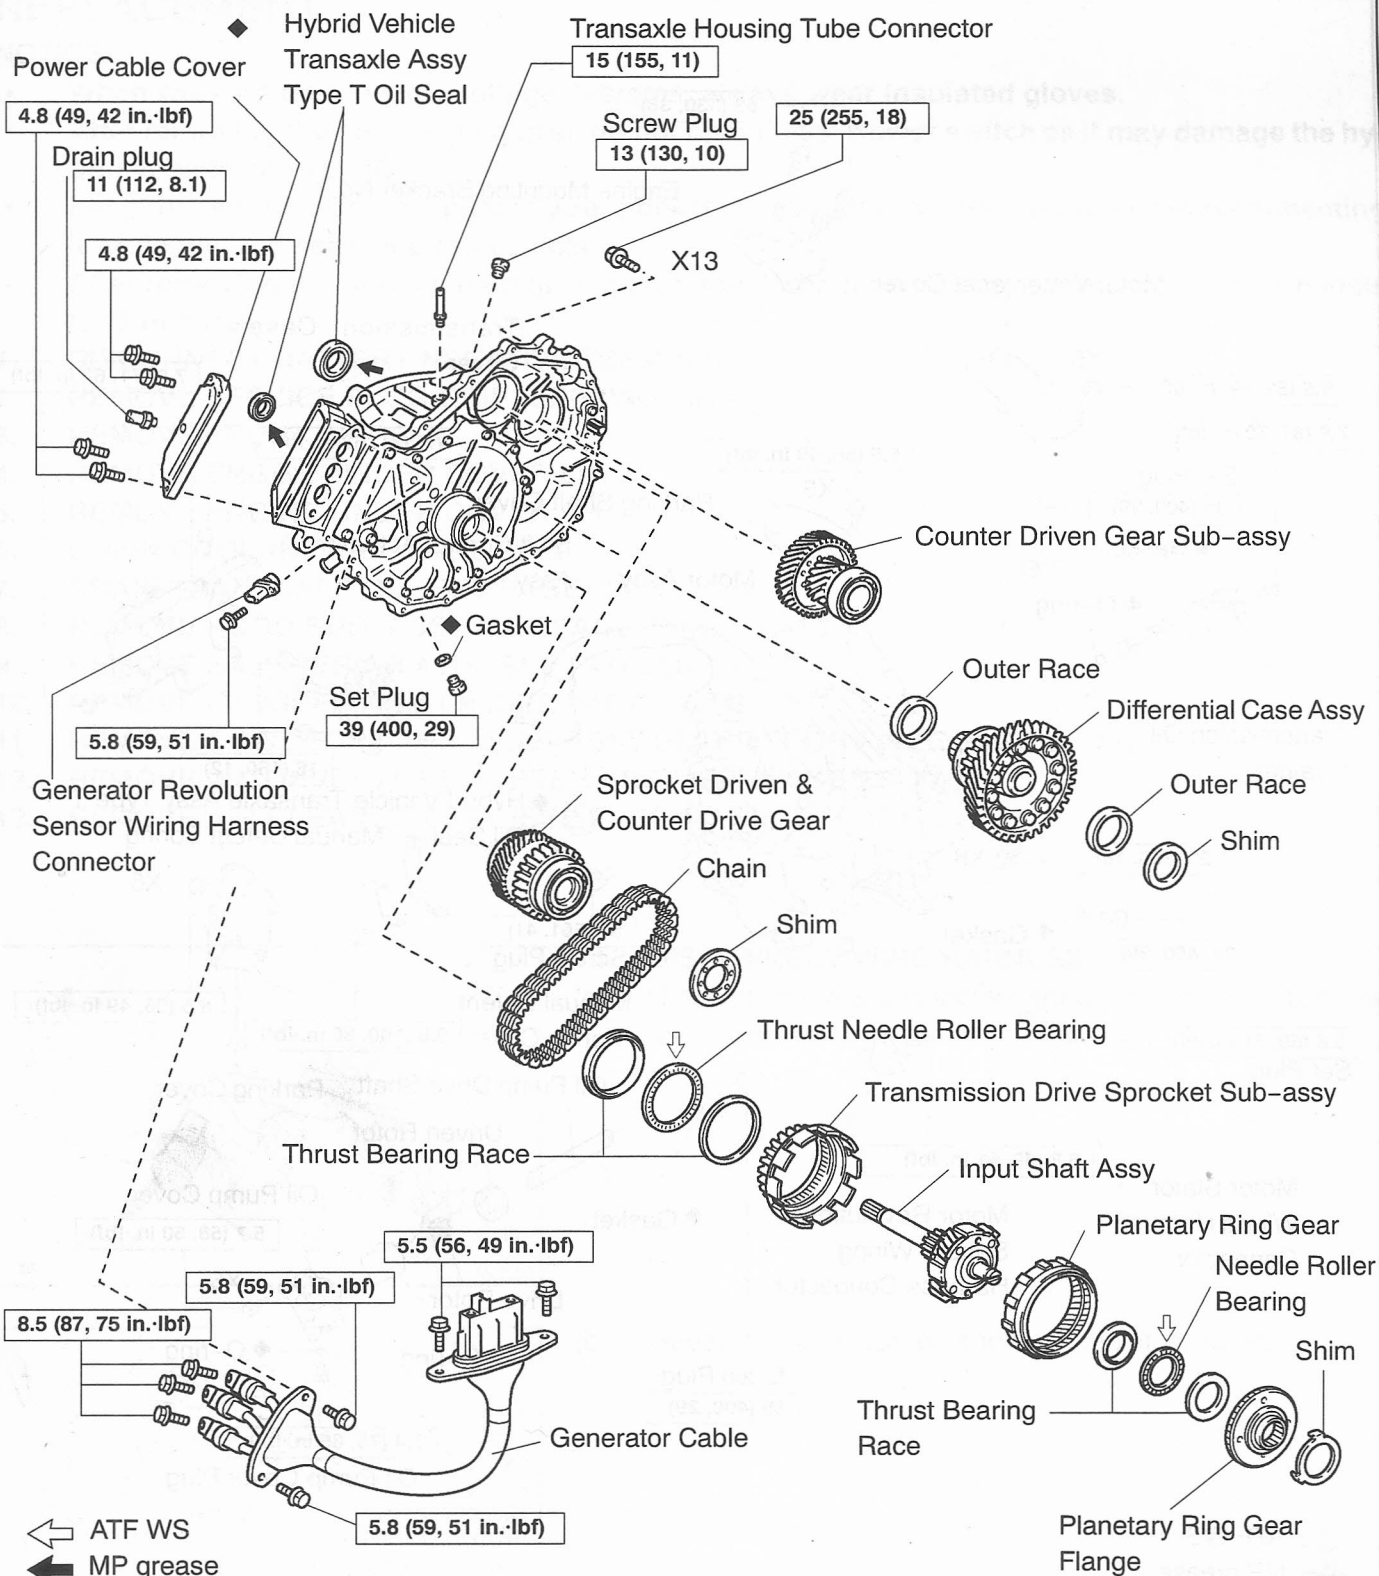 ◆ Hybrid Vehicle
Transaxle Assy
Type T Oil Seal
Transaxle Housing Tube Connector
15 (155, 11)
Power Cable Cover
4.8 (49, 42 in.·lbf)
Screw Plug
13 (130, 10)
25 (255, 18)
Drain plug
11 (112, 8.1)
4.8 (49, 42 in.·lbf)
X13
Counter Driven Gear Sub-assy
◆ Gasket
Set Plug
39 (400, 29)
Outer Race
Differential Case Assy
Outer Race
Shim
5.8 (59, 51 in.·lbf)
Generator Revolution
Sensor Wiring Harness
Connector
Sprocket Driven &
Counter Drive Gear
Chain
Shim
Thrust Needle Roller Bearing
Transmission Drive Sprocket Sub-assy
Thrust Bearing Race
Input Shaft Assy
Planetary Ring Gear
Needle Roller
Bearing
Shim
5.5 (56, 49 in.·lbf)
5.8 (59, 51 in.·lbf)
8.5 (87, 75 in.·lbf)
Thrust Bearing
Race
Generator Cable
5.8 (59, 51 in.·lbf)
Planetary Ring Gear
Flange
ATF WS
MP grease